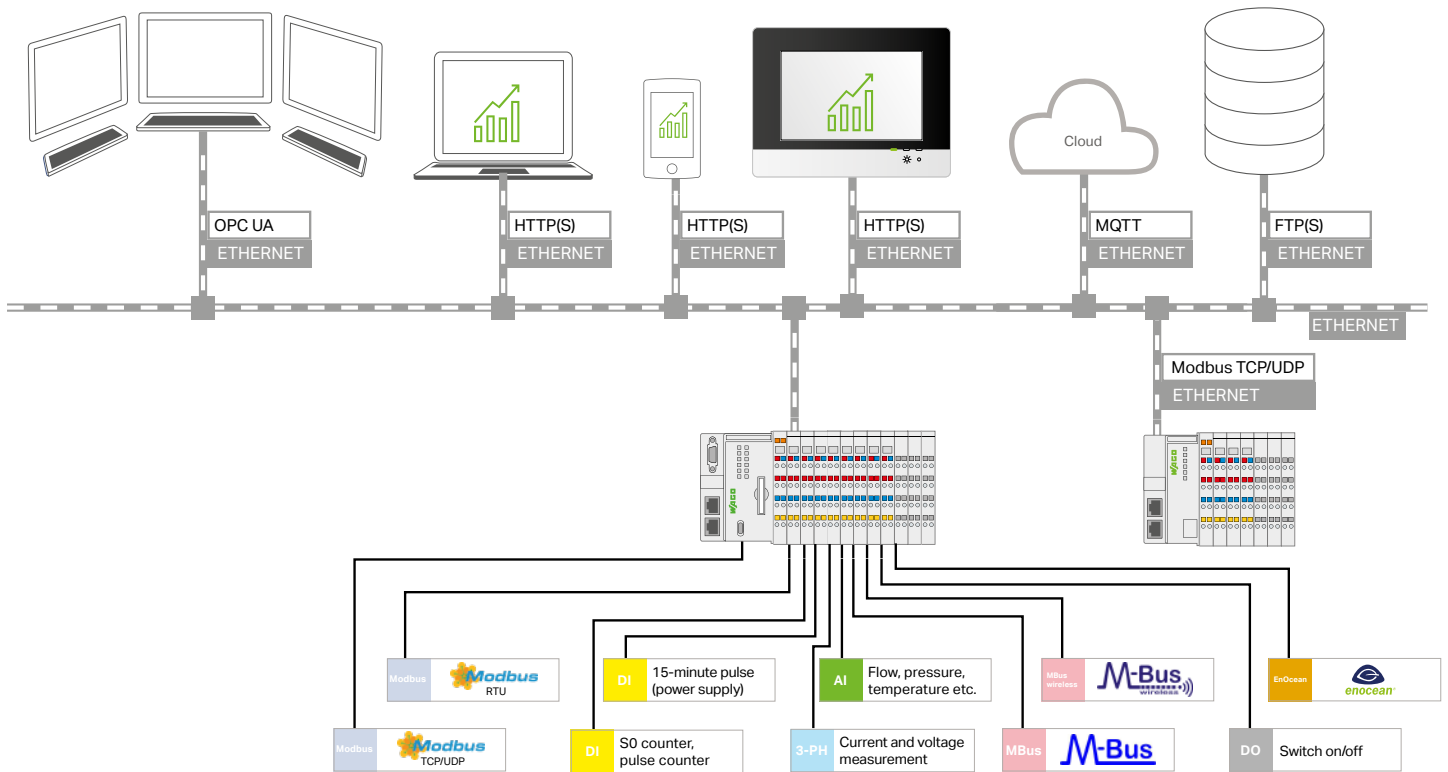 Cloud
OPC UA
ETHERNET
HTTP(S)
ETHERNET
HTTP(S)
ETHERNET
HTTP(S)
ETHERNET
MQTT
ETHERNET
FTP(S)
ETHERNET
ETHERNET
Modbus TCP/UDP
ETHERNET
WAGO
WAGO
Modbus
Modbus
RTU
DI
15-minute pulse
(power supply)
AI
Flow, pressure,
temperature etc.
MBus
wireless
M-Bus
wireless
EnOcean
enocean
Modbus
Modbus
TCP/UDP
DI
S0 counter,
pulse counter
3-PH
Current and voltage
measurement
MBus
M-Bus
DO
Switch on/off